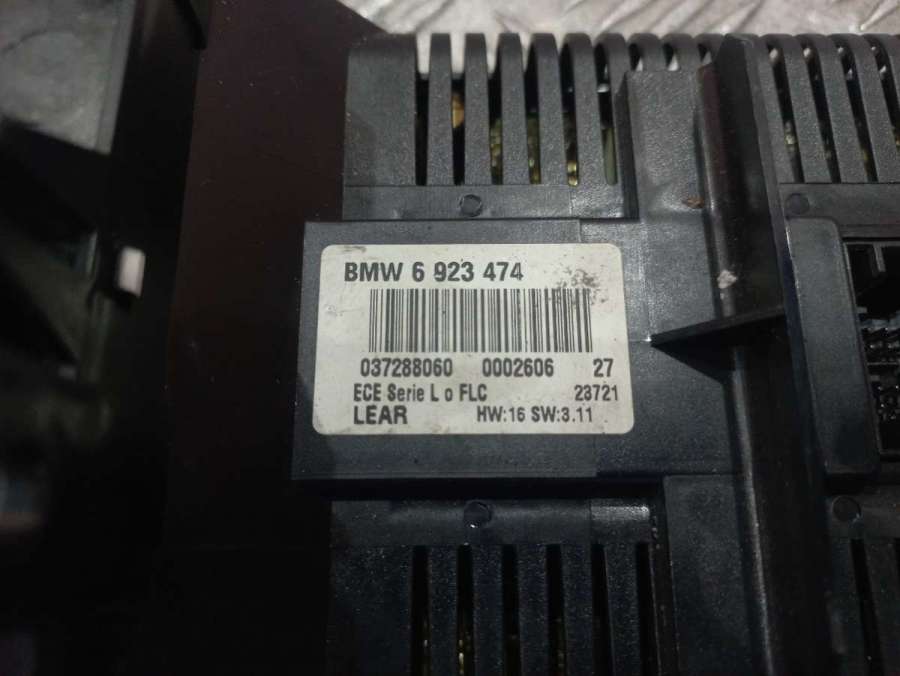 BMW 6 923 474
037288060 0002606 27
ECE Serie L o FLC 23721
LEAR HW:16 SW:3.11